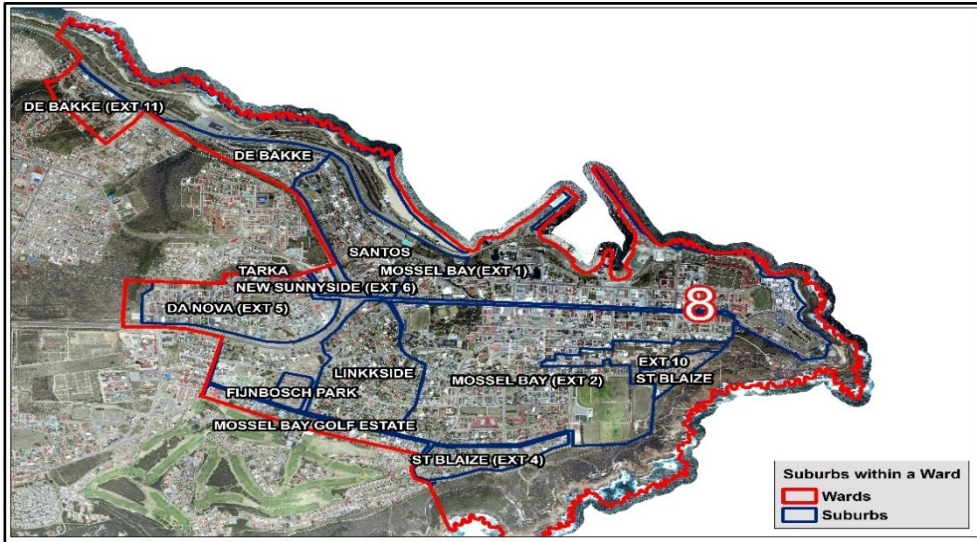 DE BAKKE (EXT 11)
DE BAKKE
SANTOS
TARKA
MOSSEL BAY(EXT 1)
NEW SUNNYSIDE (EXT 6)
DA NOVA (EXT 5)
8
EXT 10
LINKKSIDE
MOSSEL BAY (EXT 2)
ST BLAIZE
FIJNBOSCH PARK
MOSSEL BAY GOLF ESTATE
ST BLAIZE (EXT 4)
Suburbs within a Ward
Wards
Suburbs